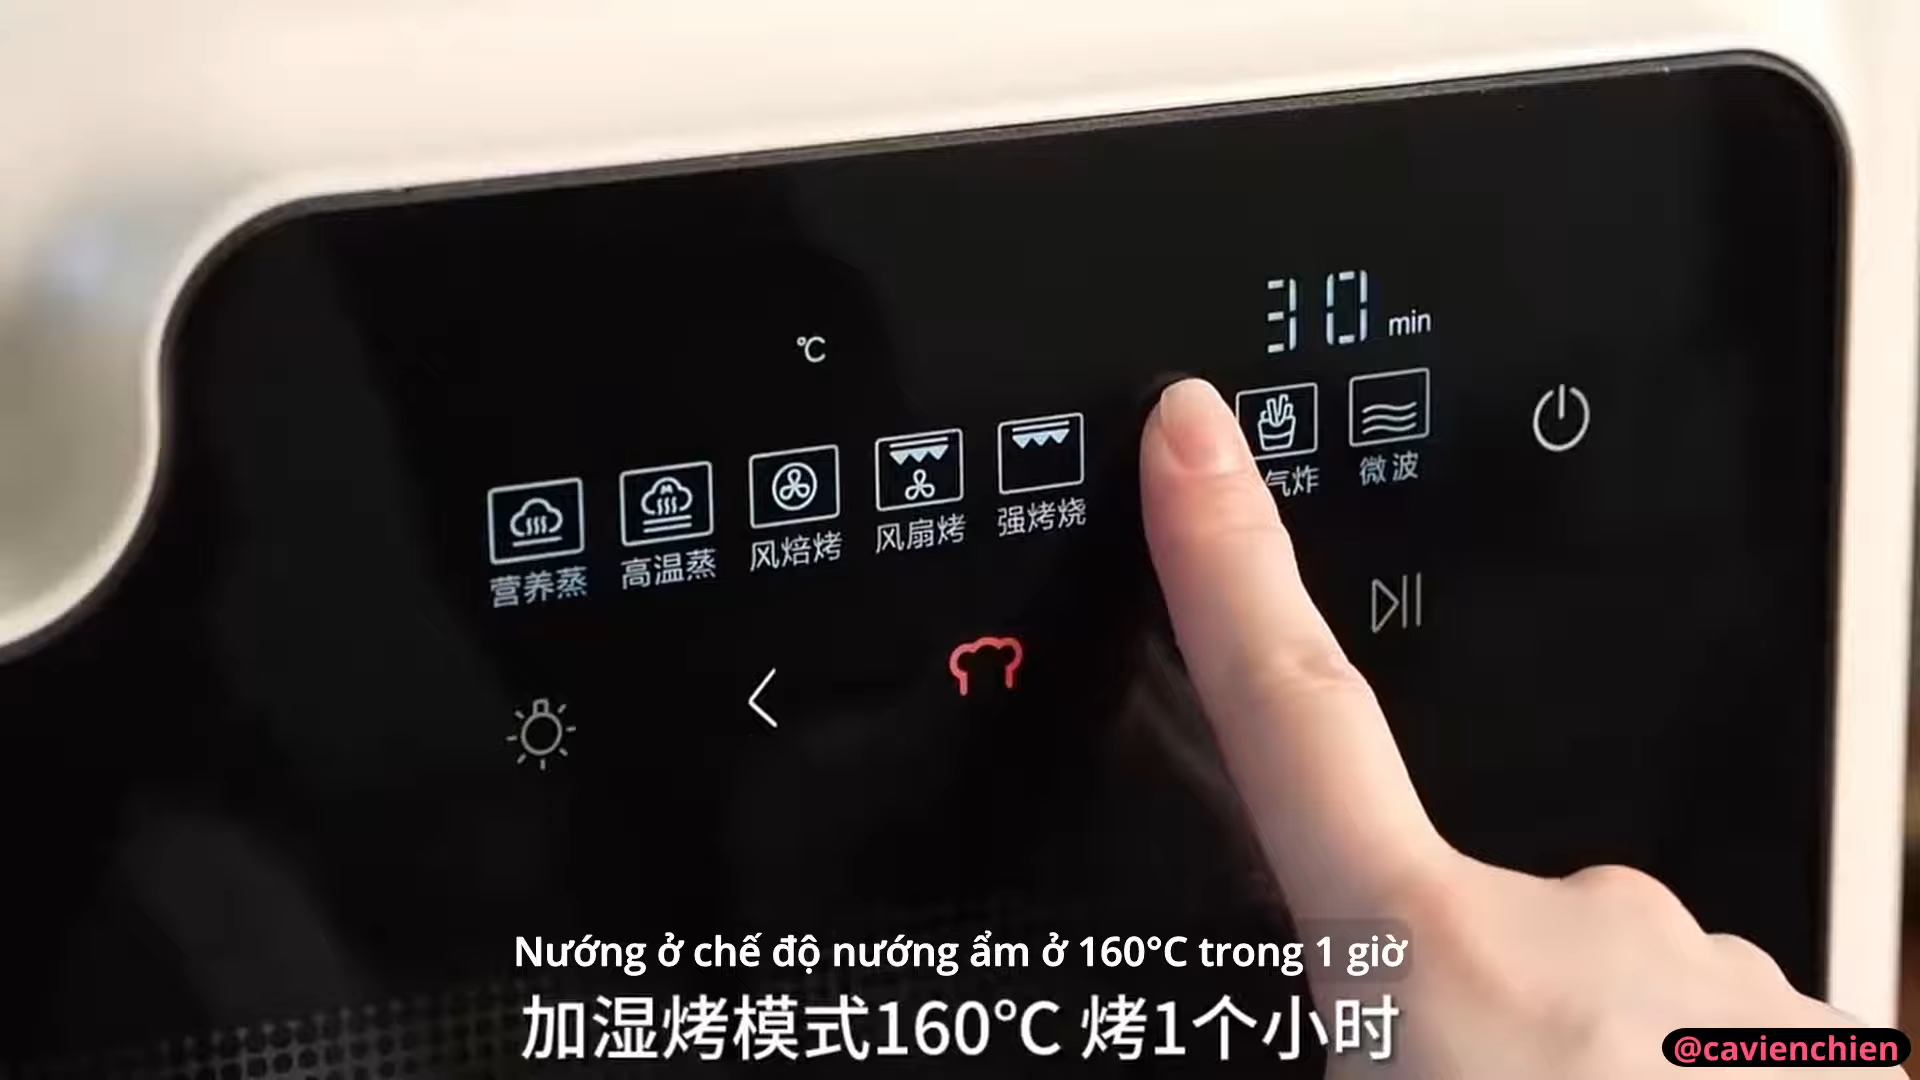 30 min
℃
营养蒸
高温蒸
风焙烤
风扇烤
强烤烧
气炸
微波
Nướng ở chế độ nướng ẩm ở 160°C trong 1 giờ
加湿烤模式160℃ 烤1个小时
@cavienchien